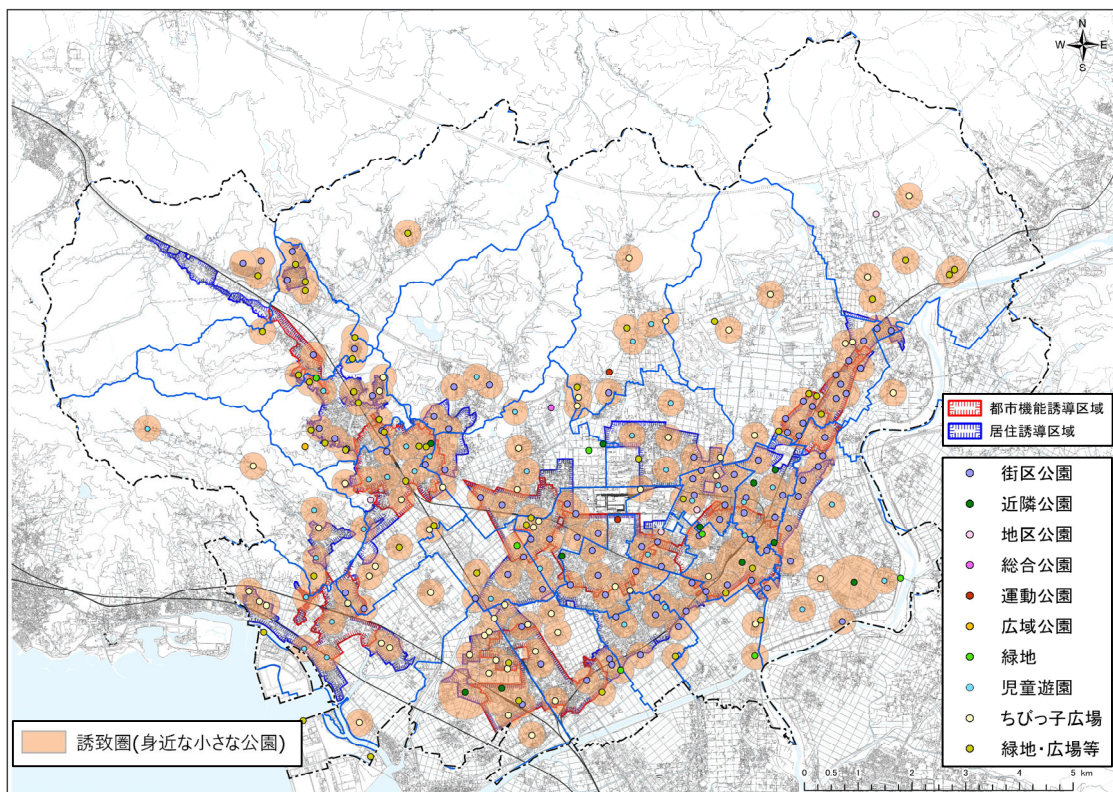 N
W E
S
都市機能誘導区域
居住誘導区域
街区公園
近隣公園
地区公園
総合公園
運動公園
広域公園
緑地
児童遊園
ちびっ子広場
緑地・広場等
誘致圏(身近な小さな公園)
0 0.5 1 2 3 4 5 km